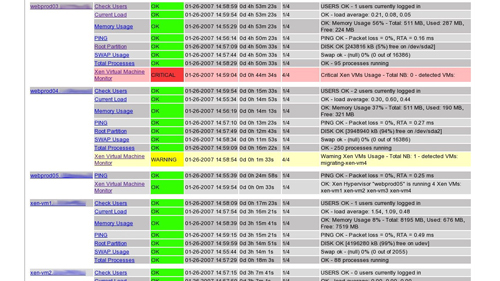 webprod03 Check Users OK 01-26-2007 14:58:59 0d 4h 53m 23s 1/4 USERS OK - 1 users currently logged in
Current Load OK 01-26-2007 14:59:14 0d 4h 53m 23s 1/4 OK - load average: 0.21, 0.08, 0.05
Memory Usage OK 01-26-2007 14:55:29 0d 4h 53m 23s 1/4 OK: Memory Usage 56% - Total: 511 MB, Used: 287 MB,
Free: 224 MB
PING OK 01-26-2007 14:56:14 0d 4h 50m 23s 1/4 PING OK - Packet loss = 0%, RTA = 0.16 ms
Root Partition OK 01-26-2007 14:57:09 0d 4h 50m 33s 1/4 DISK OK [243816 kB (5%) free on /dev/sda2]
SWAP Usage OK 01-26-2007 14:57:44 0d 4h 50m 33s 1/4 Swap ok - (null) 0% (0 out of 16386)
Total Processes OK 01-26-2007 14:58:29 0d 4h 50m 33s 1/4 OK - 95 processes running
Xen Virtual Machine
Monitor CRITICAL 01-26-2007 14:59:04 0d 0h 44m 34s 4/4 Critical Xen VMs Usage - Total NB: 0 - detected VMs:
webprod04 Check Users OK 01-26-2007 14:55:19 0d 0h 19m 53s 1/4 USERS OK - 2 users currently logged in
Current Load OK 01-26-2007 14:55:34 0d 0h 19m 53s 1/4 OK - load average: 0.30, 0.60, 0.44
Memory Usage OK 01-26-2007 14:56:19 0d 0h 14m 13s 1/4 OK: Memory Usage 37% - Total: 511 MB, Used: 190 MB,
Free: 321 MB
PING OK 01-26-2007 14:57:10 0d 0h 13m 23s 1/4 PING OK - Packet loss = 0%, RTA = 0.27 ms
Root Partition OK 01-26-2007 14:57:49 0d 0h 12m 43s 1/4 DISK OK [3948940 kB (94%) free on /dev/sda2]
SWAP Usage OK 01-26-2007 14:58:34 0d 0h 11m 53s 1/4 Swap ok - (null) 0% (0 out of 16386)
Total Processes OK 01-26-2007 14:59:09 0d 0h 16m 22s 1/4 OK - 250 processes running
Xen Virtual Machine
Monitor WARNING 01-26-2007 14:58:54 0d 0h 1m 33s 4/4 Warning Xen VMs Usage - Total NB: 1 - detected VMs:
migrating-xen-vm4
webprod05 PING OK 01-26-2007 14:55:39 0d 0h 24m 58s 1/4 PING OK - Packet loss = 0%, RTA = 0.25 ms
Xen Virtual Machine
Monitor OK 01-26-2007 14:59:54 0d 0h 0m 33s 1/4 OK: Xen Hypervisor "webprod05" is running 4 Xen VMs:
xen-vm1 xen-vm2 xen-vm3 xen-vm4
xen-vm1 Check Users OK 01-26-2007 14:58:09 0d 0h 17m 23s 1/4 USERS OK - 1 users currently logged in
Current Load OK 01-26-2007 14:57:54 0d 3h 15m 21s 1/4 OK - load average: 1.54, 1.09, 0.48
Memory Usage OK 01-26-2007 14:58:39 0d 3h 15m 41s 1/4 OK: Memory Usage 8% - Total: 8195 MB, Used: 676 MB,
Free: 7519 MB
PING OK 01-26-2007 14:59:15 0d 3h 15m 21s 1/4 PING OK - Packet loss = 0%, RTA = 0.49 ms
Root Partition OK 01-26-2007 14:59:59 0d 3h 14m 51s 1/4 DISK OK [4196280 kB (99%) free on udev]
SWAP Usage OK 01-26-2007 14:55:44 0d 3h 14m 1s 1/4 Swap ok - (null) 0% (0 out of 2055)
Total Processes OK 01-26-2007 14:57:29 0d 0h 18m 3s 1/4 OK - 88 processes running
xen-vm2 Check Users OK 01-26-2007 14:57:15 0d 3h 7m 41s 1/4 USERS OK - 0 users currently logged in